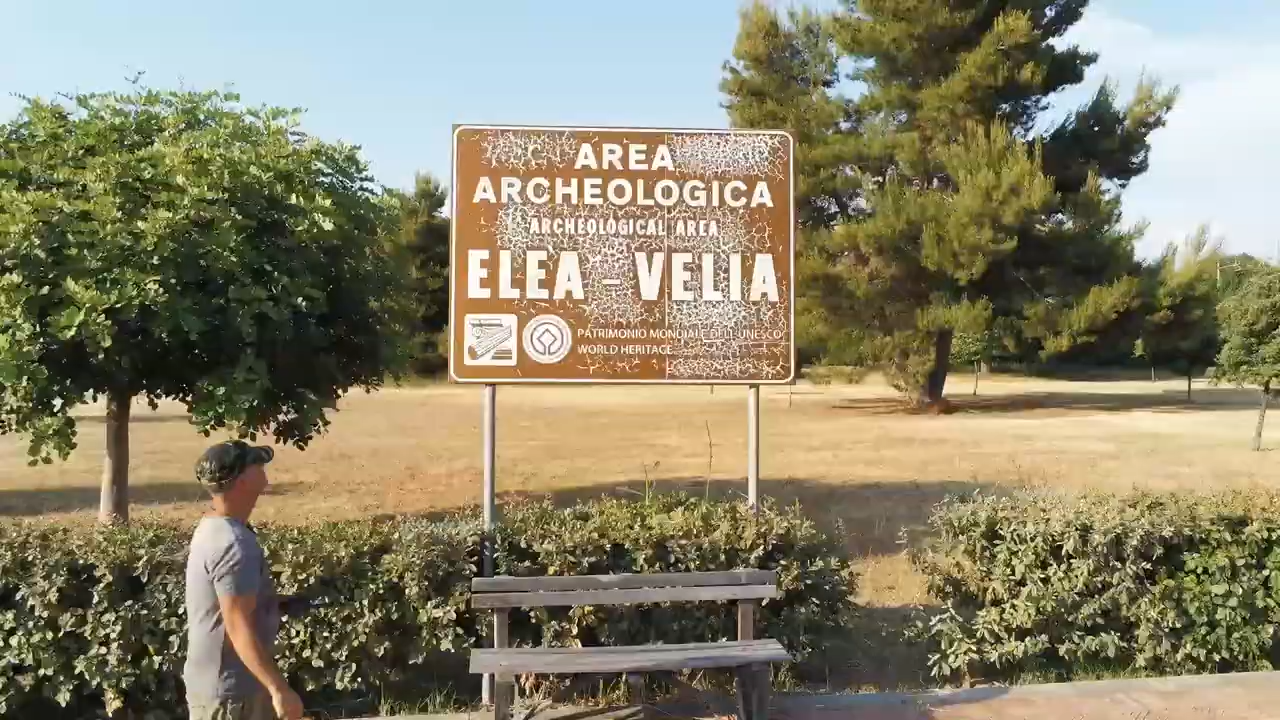 AREA
ARCHEOLOGICA
ARCHEOLOGICAL AREA
ELEA - VELIA
PATRIMONIO MONDIALE DELL'UNESCO
WORLD HERITAGE